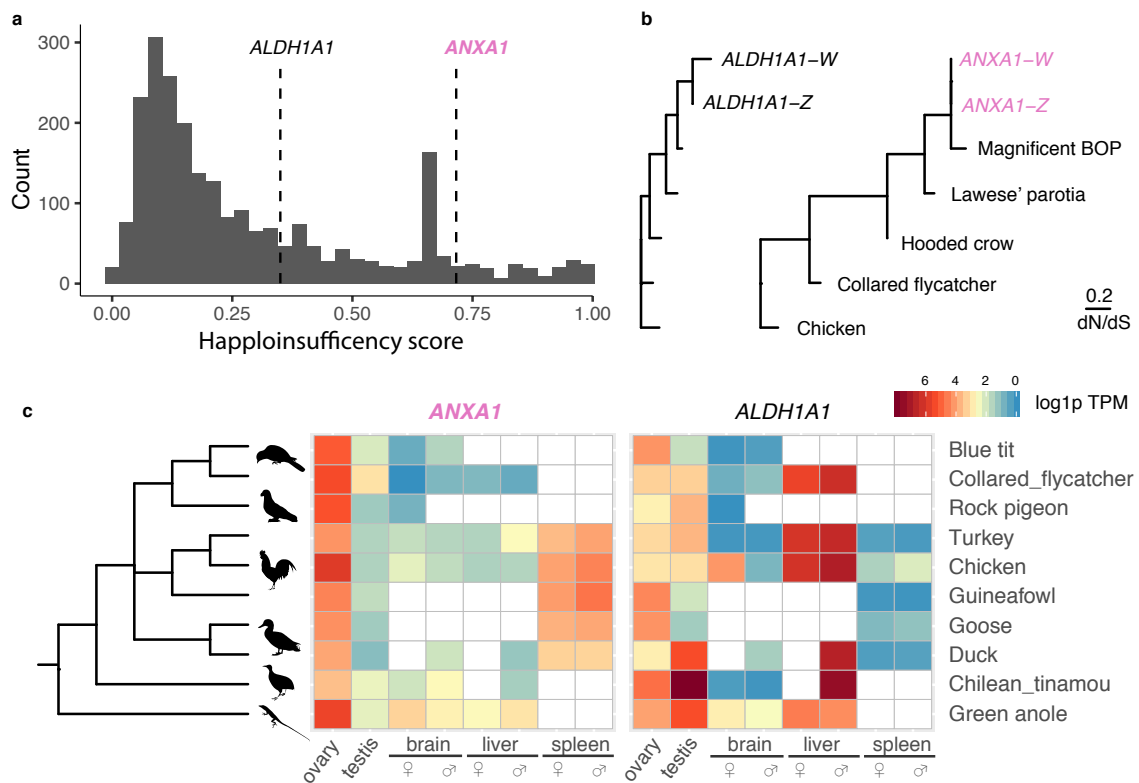 a
ALDH1A1
ANXA1
300
200
100
0
Count
0.00 0.25 0.50 0.75 1.00
Happloinsufficency score
b
ALDH1A1−W
ALDH1A1−Z
ANXA1−W
ANXA1−Z
Magnificent BOP
Lawese’ parotia
Hooded crow
Collared flycatcher
Chicken
0.2
dN/dS
c
ANXA1
ALDH1A1
6 4 2 0
log1p TPM
Blue tit
Collared_flycatcher
Rock pigeon
Turkey
Chicken
Guineafowl
Goose
Duck
Chilean_tinamou
Green anole
ovary testis brain liver spleen
♀ ♂ ♀ ♂ ♀ ♂
ovary testis brain liver spleen
♀ ♂ ♀ ♂ ♀ ♂